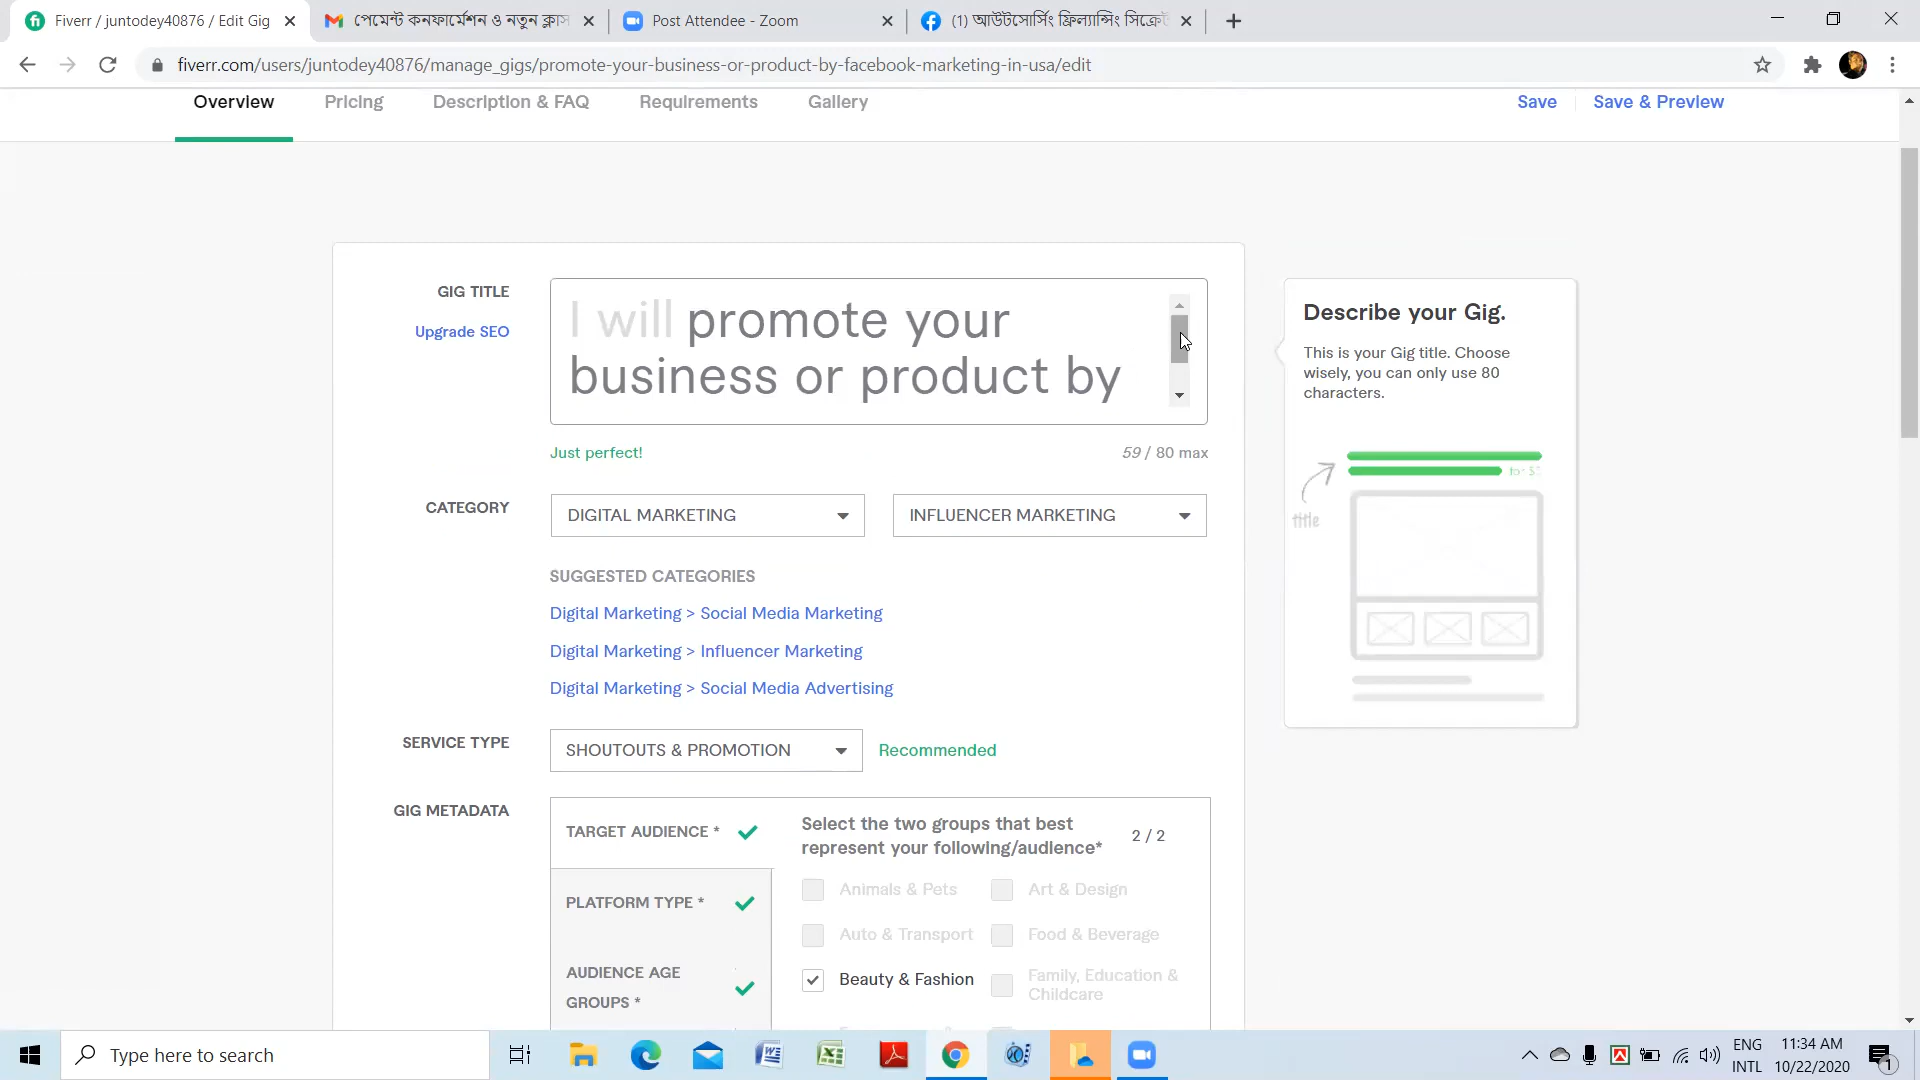 Fiverr / juntodey40876 / Edit Gig
পেমেন্ট কনফার্মেশন ও নতুন ক্লাস
Post Attendee - Zoom
(1) আউটসোর্সিং ফ্রিল্যান্সিং সিক্রেট
fiverr.com/users/juntodey40876/manage_gigs/promote-your-business-or-product-by-facebook-marketing-in-usa/edit
Overview
Pricing
Description & FAQ
Requirements
Gallery
Save
Save & Preview
GIG TITLE
Upgrade SEO
I will promote your
business or product by
Just perfect!
59 / 80 max
Describe your Gig.
This is your Gig title. Choose
wisely, you can only use 80
characters.
for $5
title
CATEGORY
DIGITAL MARKETING
INFLUENCER MARKETING
SUGGESTED CATEGORIES
Digital Marketing > Social Media Marketing
Digital Marketing > Influencer Marketing
Digital Marketing > Social Media Advertising
SERVICE TYPE
SHOUTOUTS & PROMOTION
Recommended
GIG METADATA
TARGET AUDIENCE *
Select the two groups that best
represent your following/audience*
2 / 2
PLATFORM TYPE *
Animals & Pets
Art & Design
Auto & Transport
Food & Beverage
AUDIENCE AGE
GROUPS *
Beauty & Fashion
Family, Education &
Childcare
Type here to search
ENG
INTL
11:34 AM
10/22/2020
1